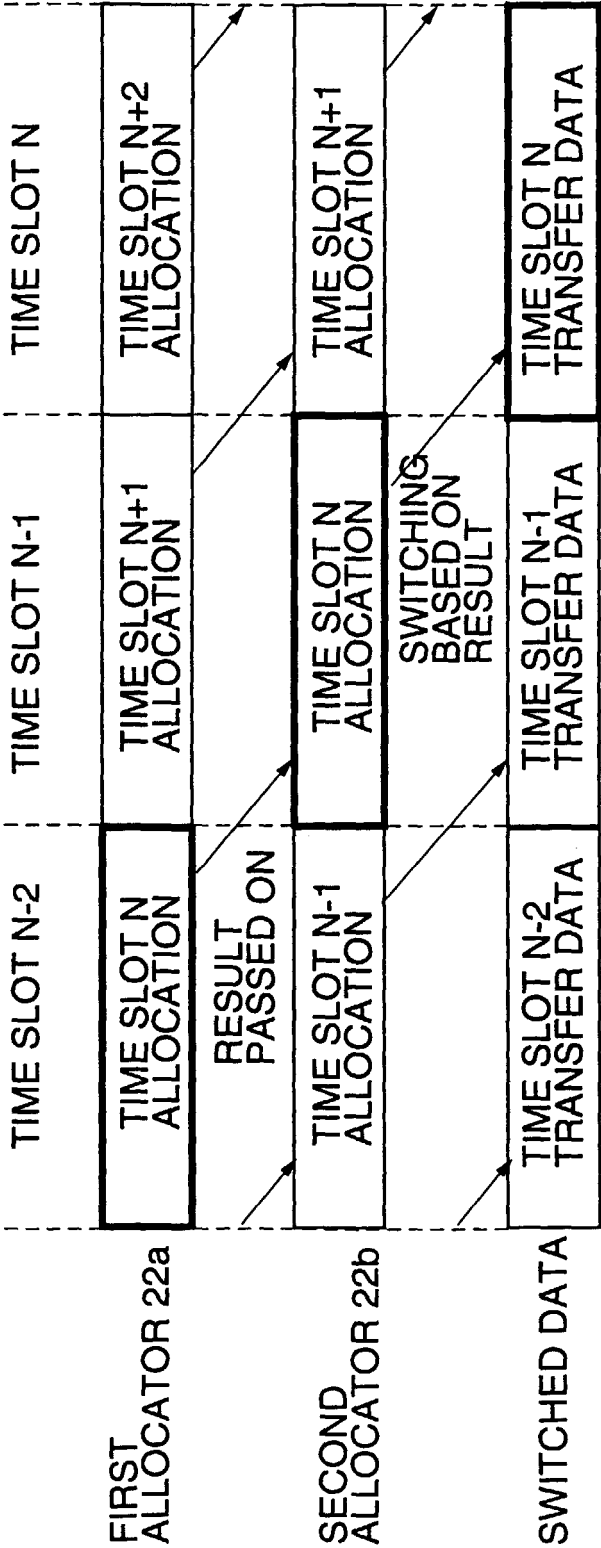 TIME SLOT N-2
TIME SLOT N-1
TIME SLOT N
FIRST
ALLOCATOR 22a
TIME SLOT N
ALLOCATION
TIME SLOT N+1
ALLOCATION
TIME SLOT N+2
ALLOCATION
RESULT
PASSED ON
SECOND
ALLOCATOR 22b
TIME SLOT N-1
ALLOCATION
TIME SLOT N
ALLOCATION
TIME SLOT N+1
ALLOCATION
SWITCHING
BASED ON
RESULT
SWITCHED DATA
TIME SLOT N-2
TRANSFER DATA
TIME SLOT N-1
TRANSFER DATA
TIME SLOT N
TRANSFER DATA